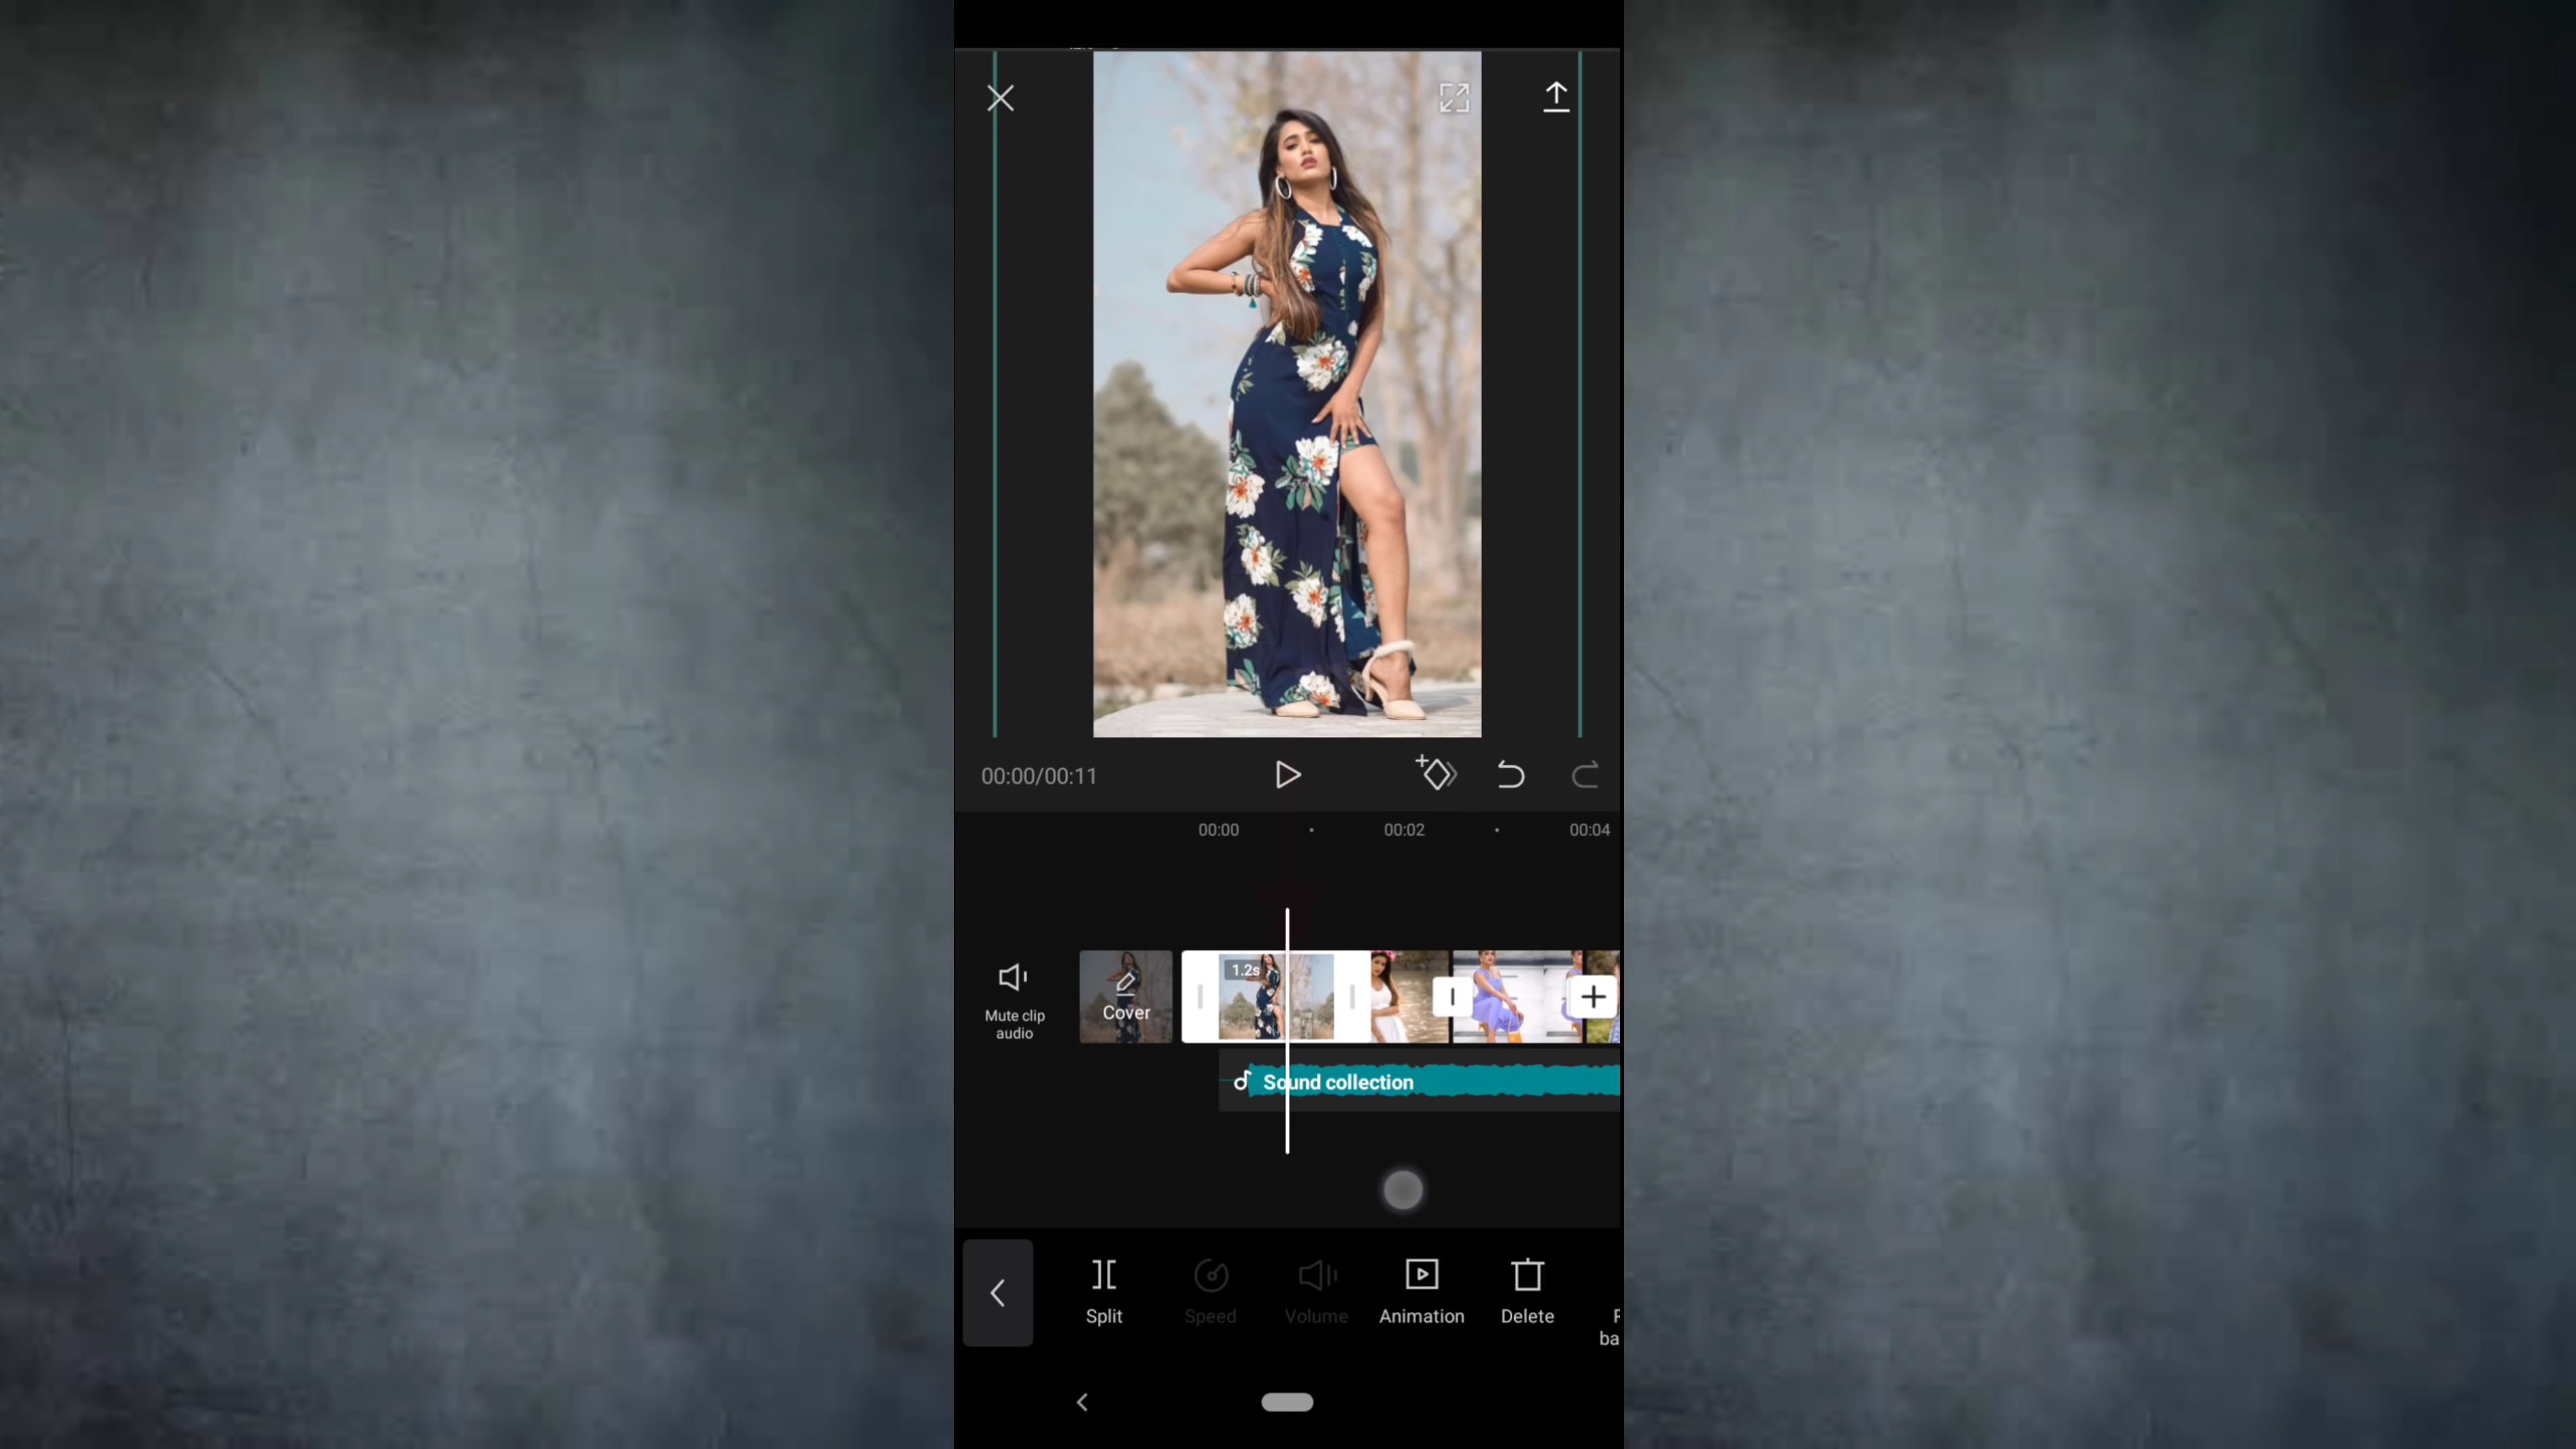 00:00/00:11
00:00
00:02
00:04
1.2s
Mute clip
audio
Cover
Sound collection
Split
Speed
Volume
Animation
Delete